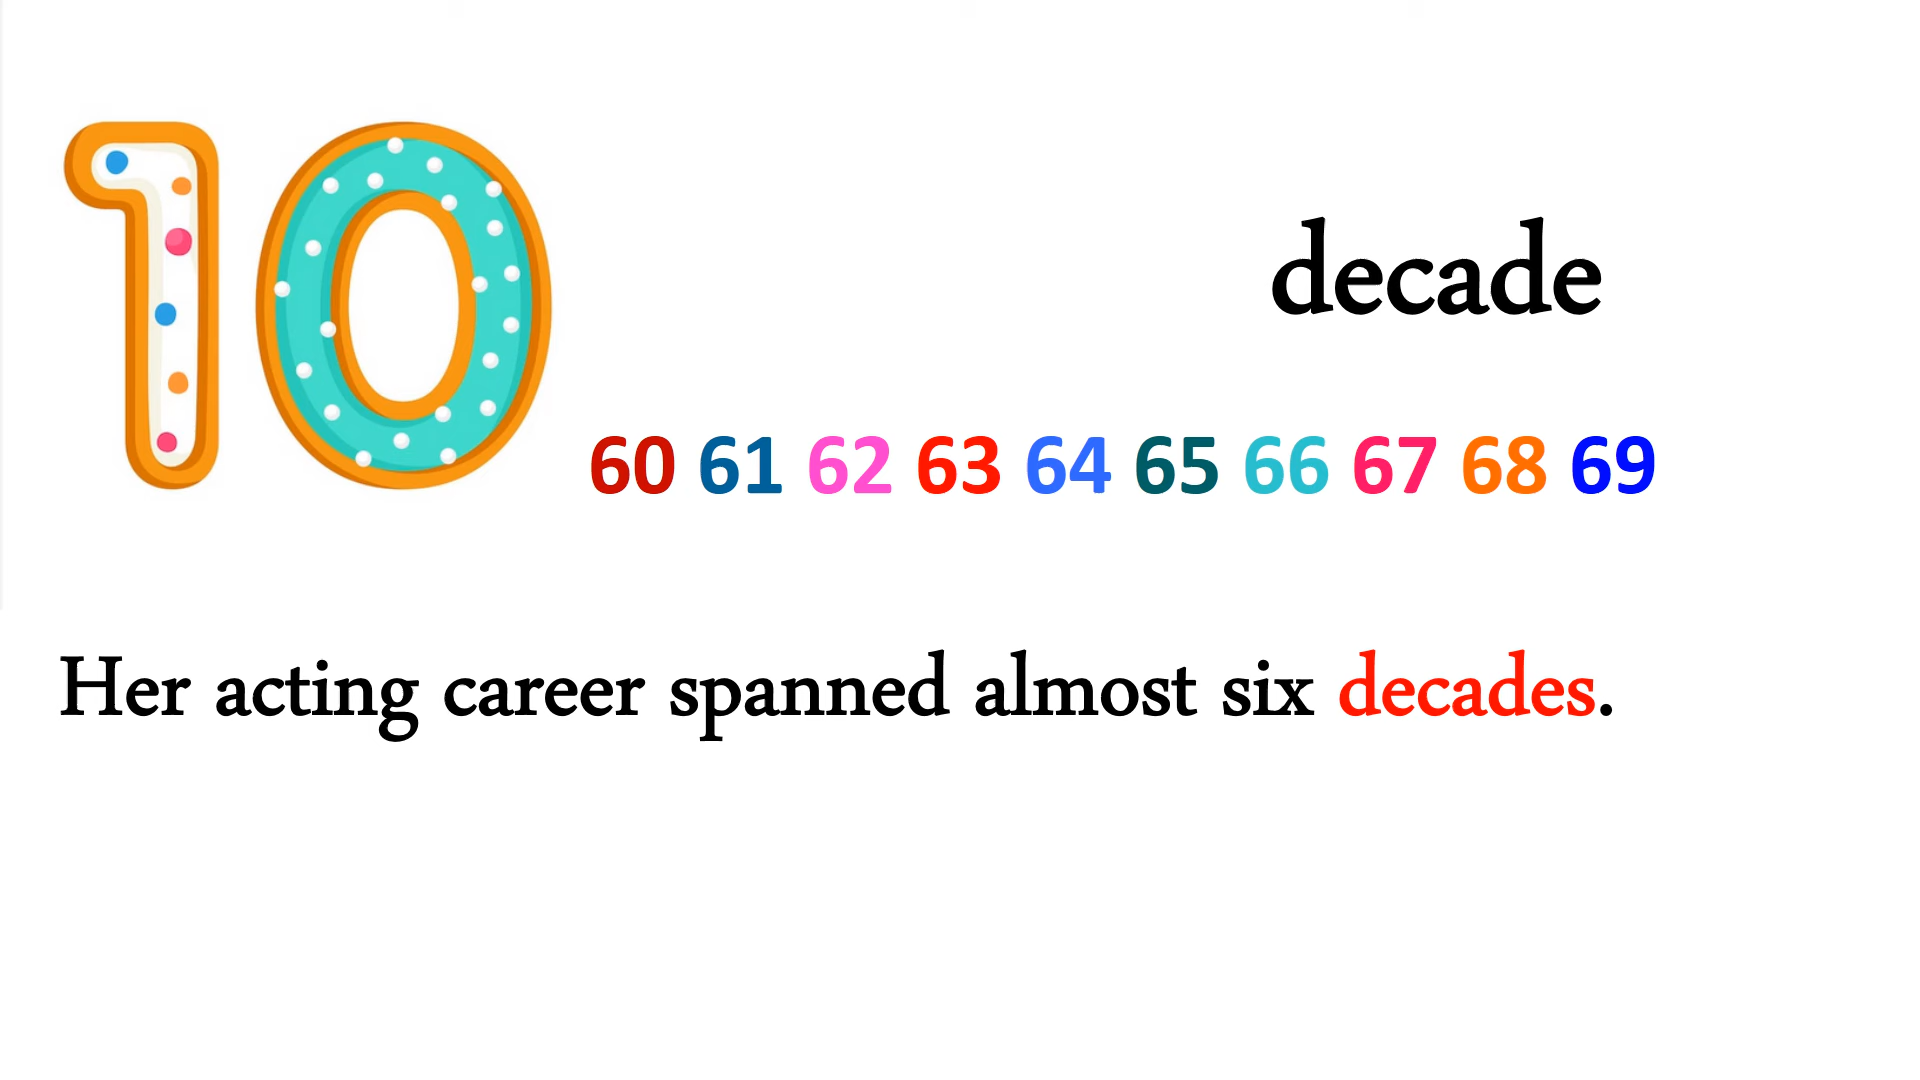 10
decade
60 61 62 63 64 65 66 67 68 69
Her acting career spanned almost six decades.